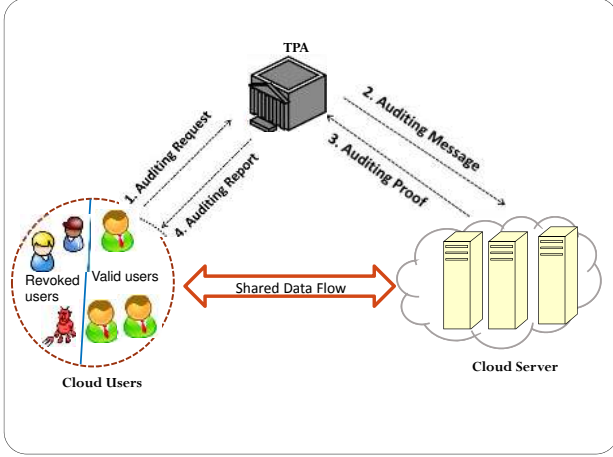 TPA
1. Auditing Request
4. Auditing Report
2. Auditing Message
3. Auditing Proof
Revoked
users
Valid users
Shared Data Flow
Cloud Users
Cloud Server